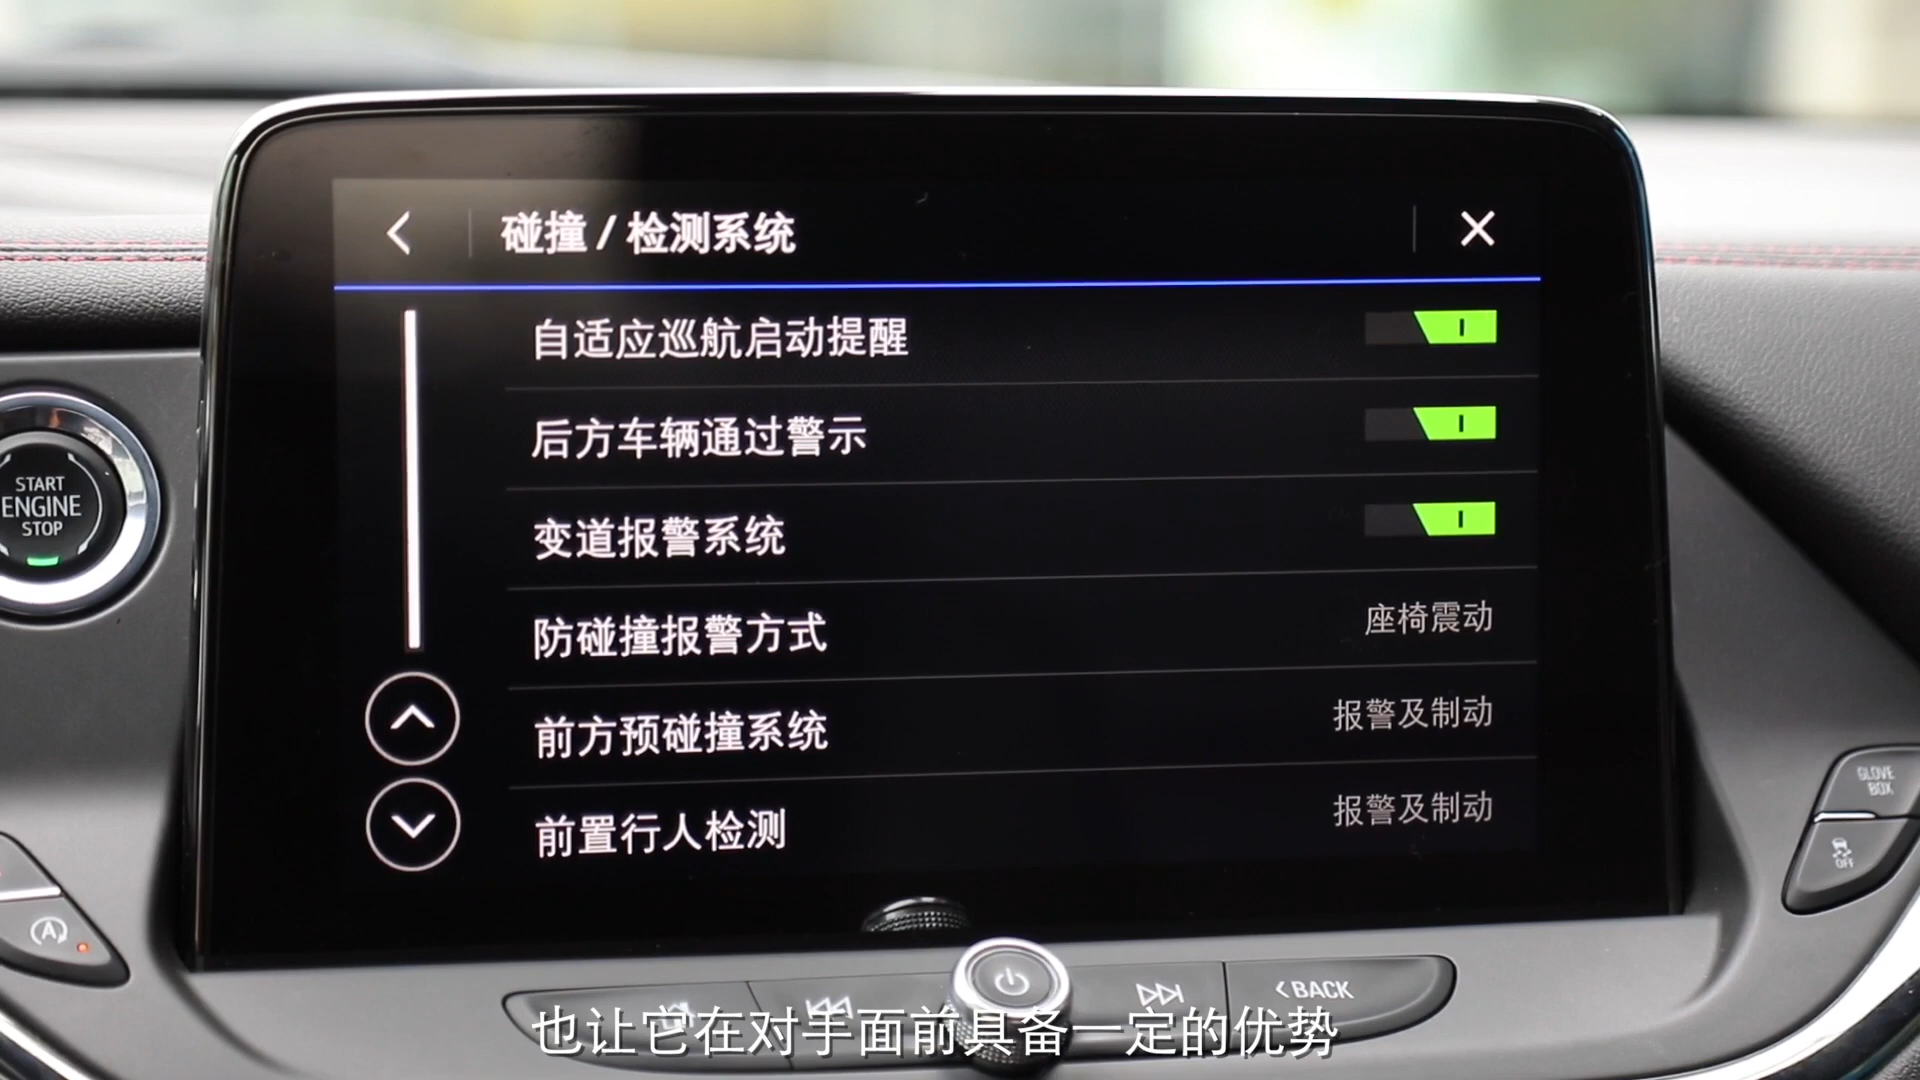 碰撞 / 检测系统
自适应巡航启动提醒
后方车辆通过警示
变道报警系统
防碰撞报警方式 座椅震动
前方预碰撞系统 报警及制动
前置行人检测 报警及制动
START
ENGINE
STOP
GLOVE
BOX
OFF
A
BACK
也让它在对手面前具备一定的优势